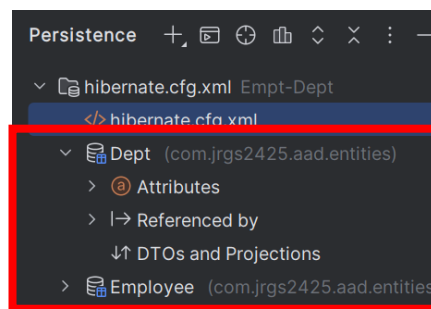 Persistence
hibernate.cfg.xml Empt-Dept
</> hibernate.cfg.xml
Dept (com.jrgs2425.aad.entities)
a Attributes
Referenced by
DTOs and Projections
Employee (com.jrgs2425.aad.entities